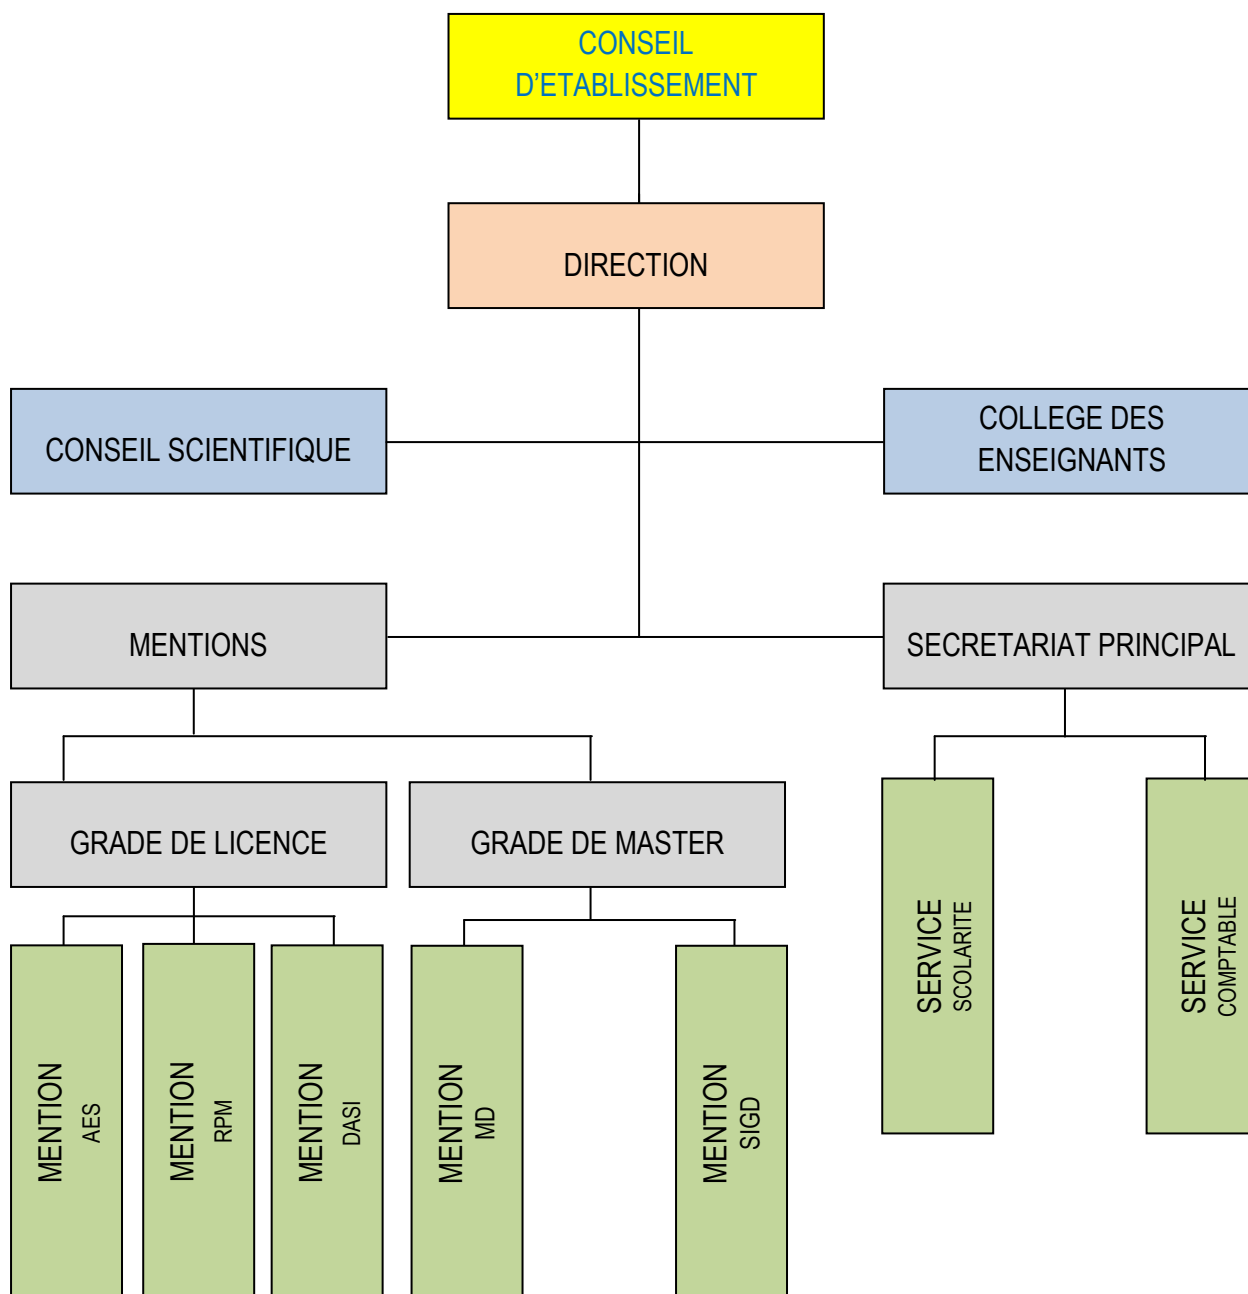 CONSEIL
D'ETABLISSEMENT
DIRECTION
CONSEIL SCIENTIFIQUE
COLLEGE DES
ENSEIGNANTS
MENTIONS
SECRETARIAT PRINCIPAL
GRADE DE LICENCE
GRADE DE MASTER
SERVICE
SCOLARITE
SERVICE
COMPTABLE
MENTION
AES
MENTION
RPM
MENTION
DASI
MENTION
MD
MENTION
SIGD